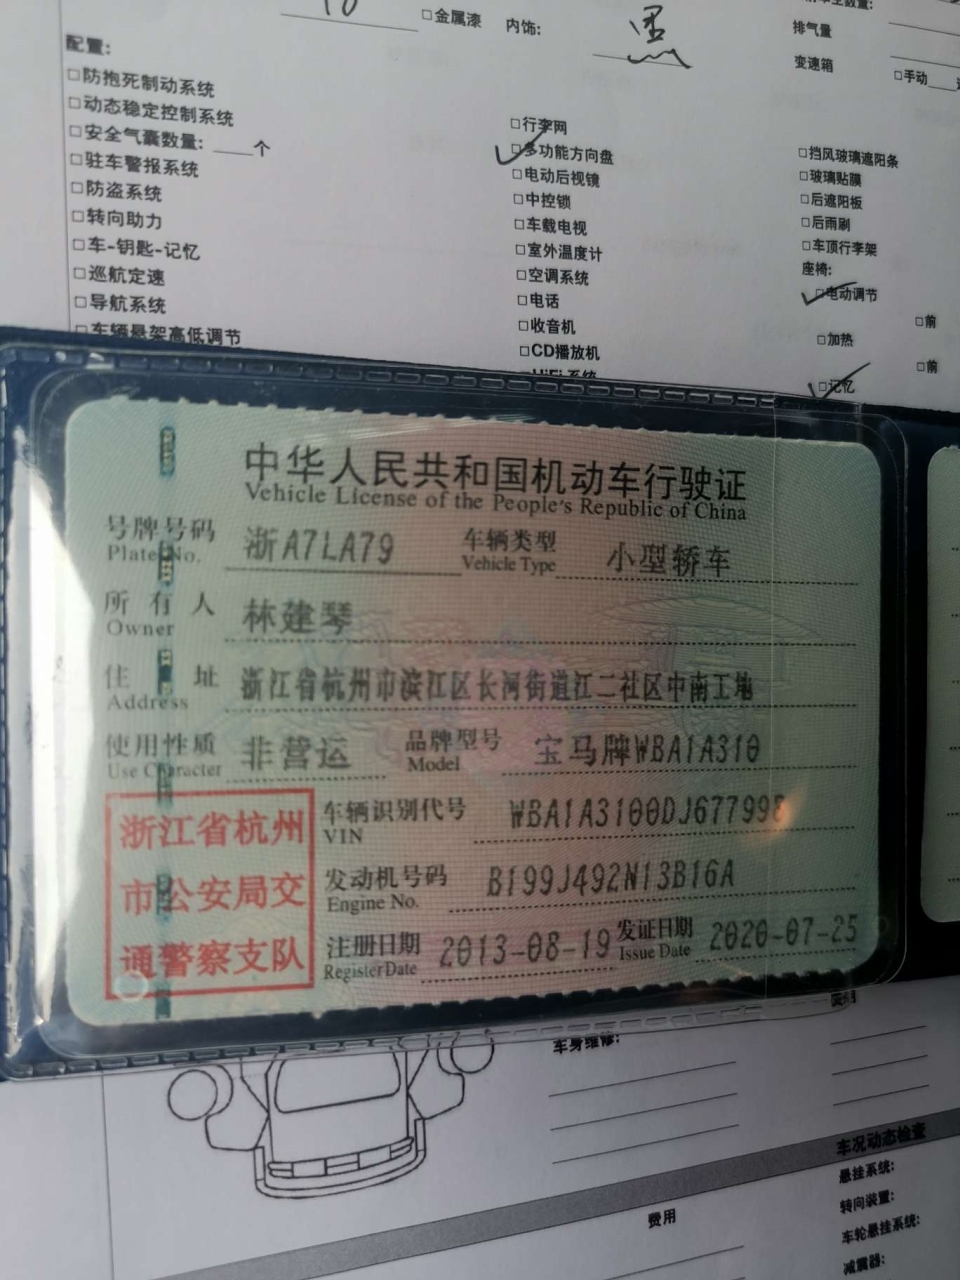 10
□金属漆
内饰:
黑
排气量
变速箱
□手动
配置:
□防抱死制动系统
□动态稳定控制系统
□安全气囊数量: ____个
□驻车警报系统
□防盗系统
□转向助力
□车-钥匙-记忆
□巡航定速
□导航系统
□车辆悬架高低调节
□行李网
□多功能方向盘
□电动后视镜
□中控锁
□车载电视
□室外温度计
□空调系统
□电话
□收音机
□CD播放机
□HiFi 系统
□挡风玻璃遮阳条
□玻璃贴膜
□后遮阳板
□后雨刷
□车顶行李架
座椅:
□电动调节
□前
□加热
□前
□记忆
中华人民共和国机动车行驶证
Vehicle License of the People's Republic of China
号牌号码 浙A7LA79 车辆类型 小型轿车
Plate No. Vehicle Type
所有人 林建琴
Owner
住址 浙江省杭州市滨江区长河街道江二社区中南工地
Address
使用性质 非营运 品牌型号 宝马牌WBA1A310
Use Character Model
浙江省杭州
市公安局交
通警察支队
车辆识别代号 WBA1A3100DJ677998
VIN
发动机号码 B199J492N13B16A
Engine No.
注册日期 2013-08-19 发证日期 2020-07-25
Register Date Issue Date
车身维修:
车况动态检查
悬挂系统:
转向装置:
车轮悬挂系统:
减震器:
费用